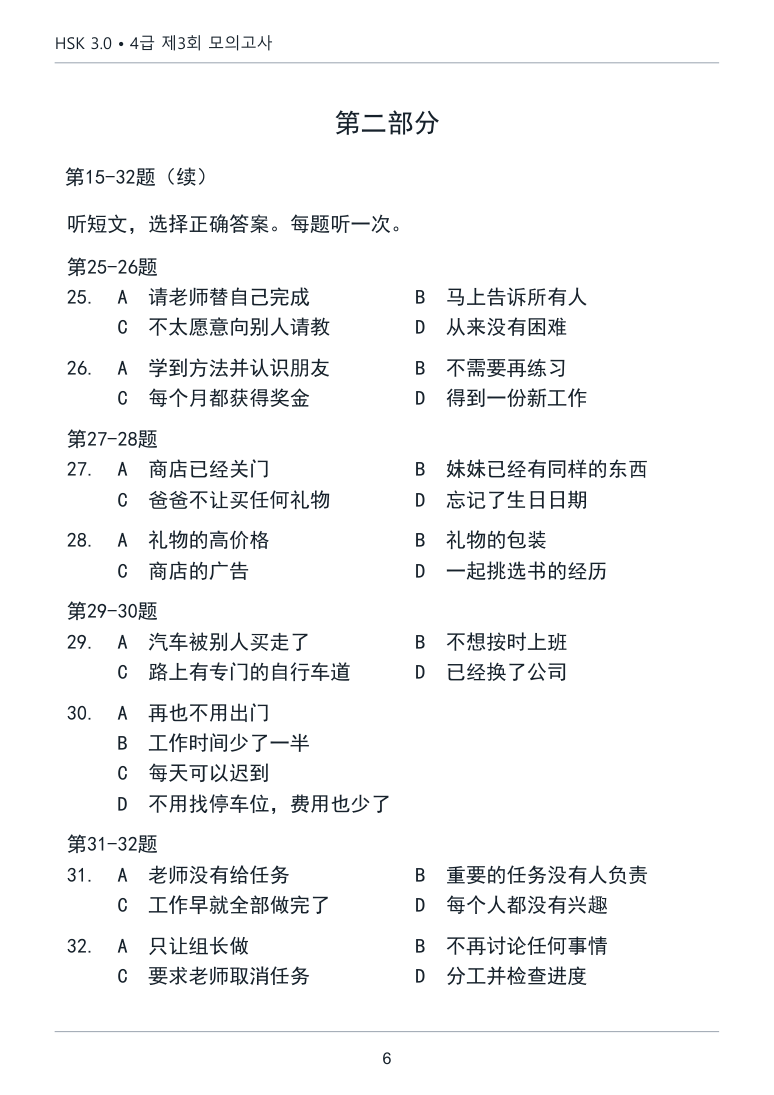 HSK 3.0 • 4급 제3회 모의고사
第二部分
第15-32题（续）
听短文，选择正确答案。每题听一次。
第25-26题
25. A 请老师替自己完成 B 马上告诉所有人
C 不太愿意向别人请教 D 从来没有困难
26. A 学到方法并认识朋友 B 不需要再练习
C 每个月都获得奖金 D 得到一份新工作
第27-28题
27. A 商店已经关门 B 妹妹已经有同样的东西
C 爸爸不让买任何礼物 D 忘记了生日日期
28. A 礼物的高价格 B 礼物的包装
C 商店的广告 D 一起挑选书的经历
第29-30题
29. A 汽车被别人买走了 B 不想按时上班
C 路上有专门的自行车道 D 已经换了公司
30. A 再也不用出门
B 工作时间少了一半
C 每天可以迟到
D 不用找停车位，费用也少了
第31-32题
31. A 老师没有给任务 B 重要的任务没有人负责
C 工作早就全部做完了 D 每个人都没有兴趣
32. A 只让组长做 B 不再讨论任何事情
C 要求老师取消任务 D 分工并检查进度
6